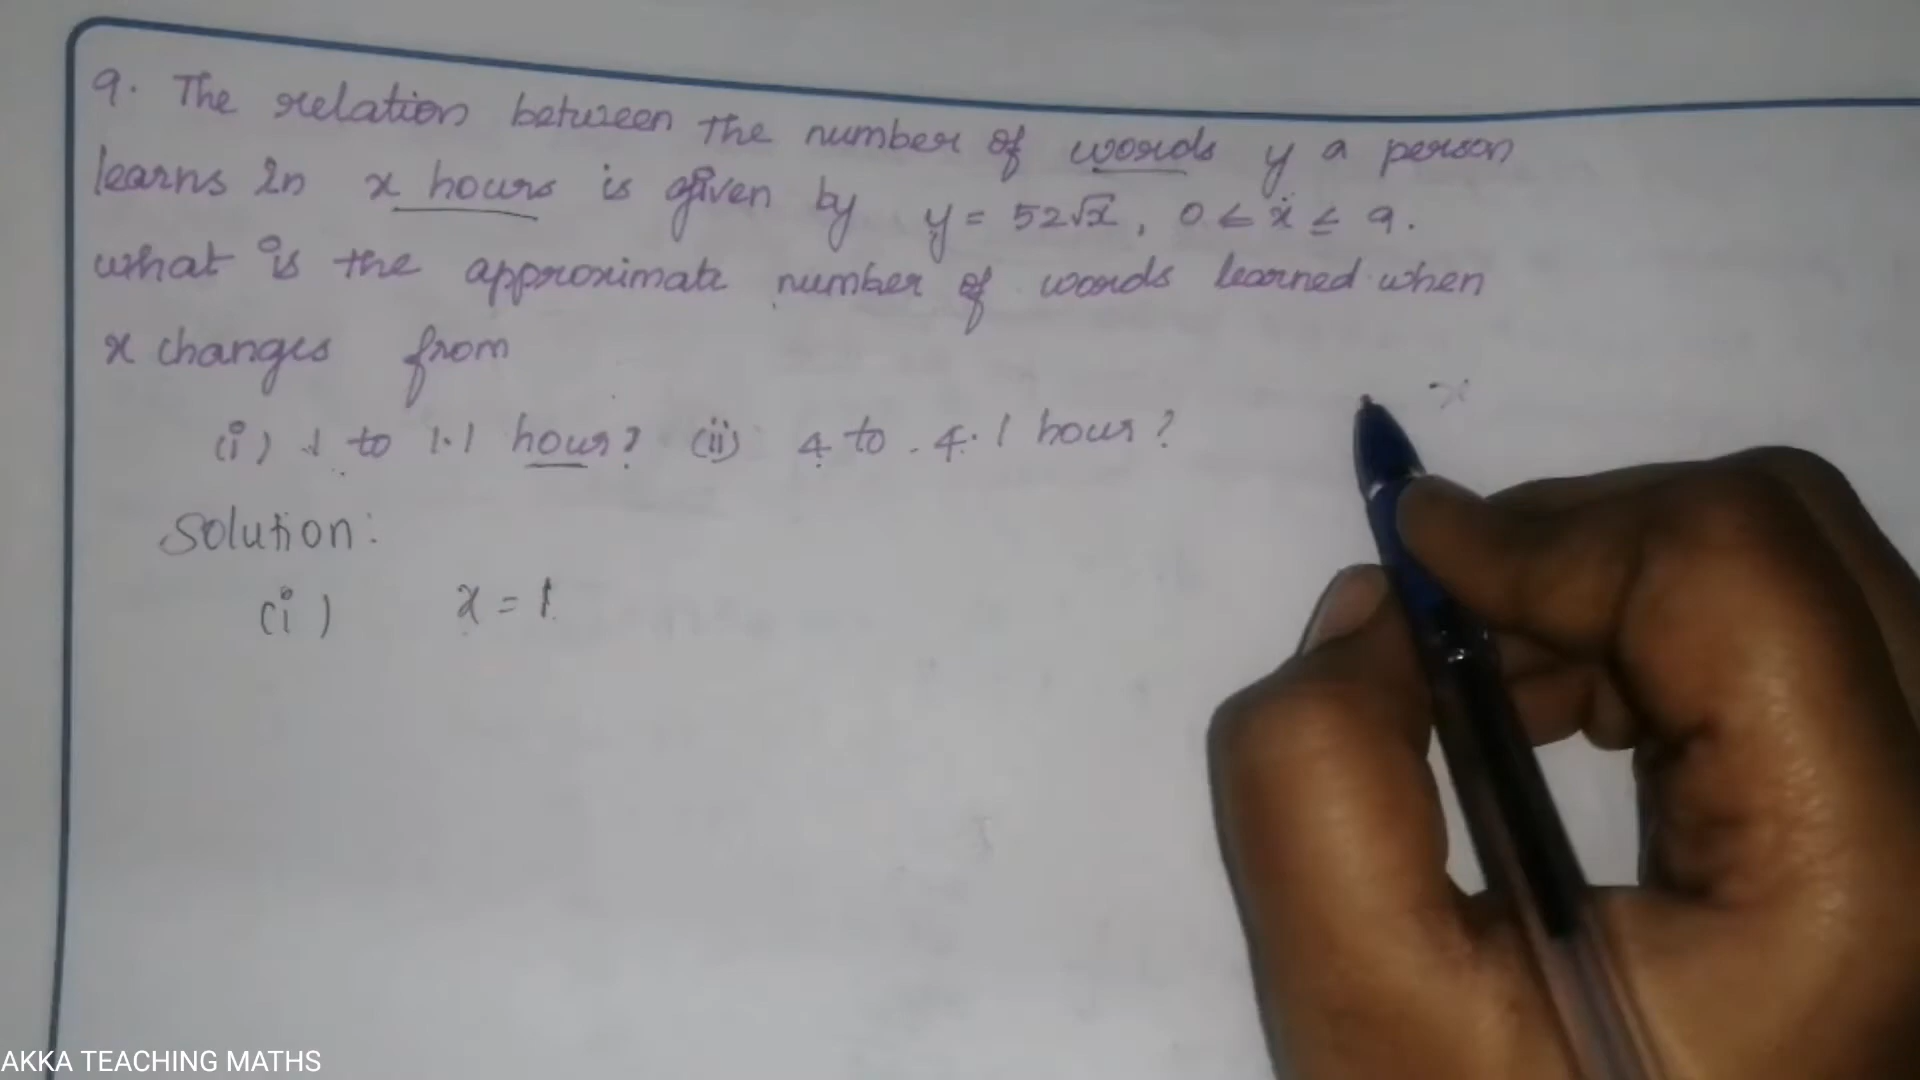 9. The relation between the number of words y a person
learns in x hours is given by y = 52√x, 0 ≤ x ≤ 9.
what is the approximate number of words learned when
x changes from
(i) 1 to 1.1 hour? (ii) 4 to 4.1 hour?
x
Solution:
(i) x = 1
AKKA TEACHING MATHS